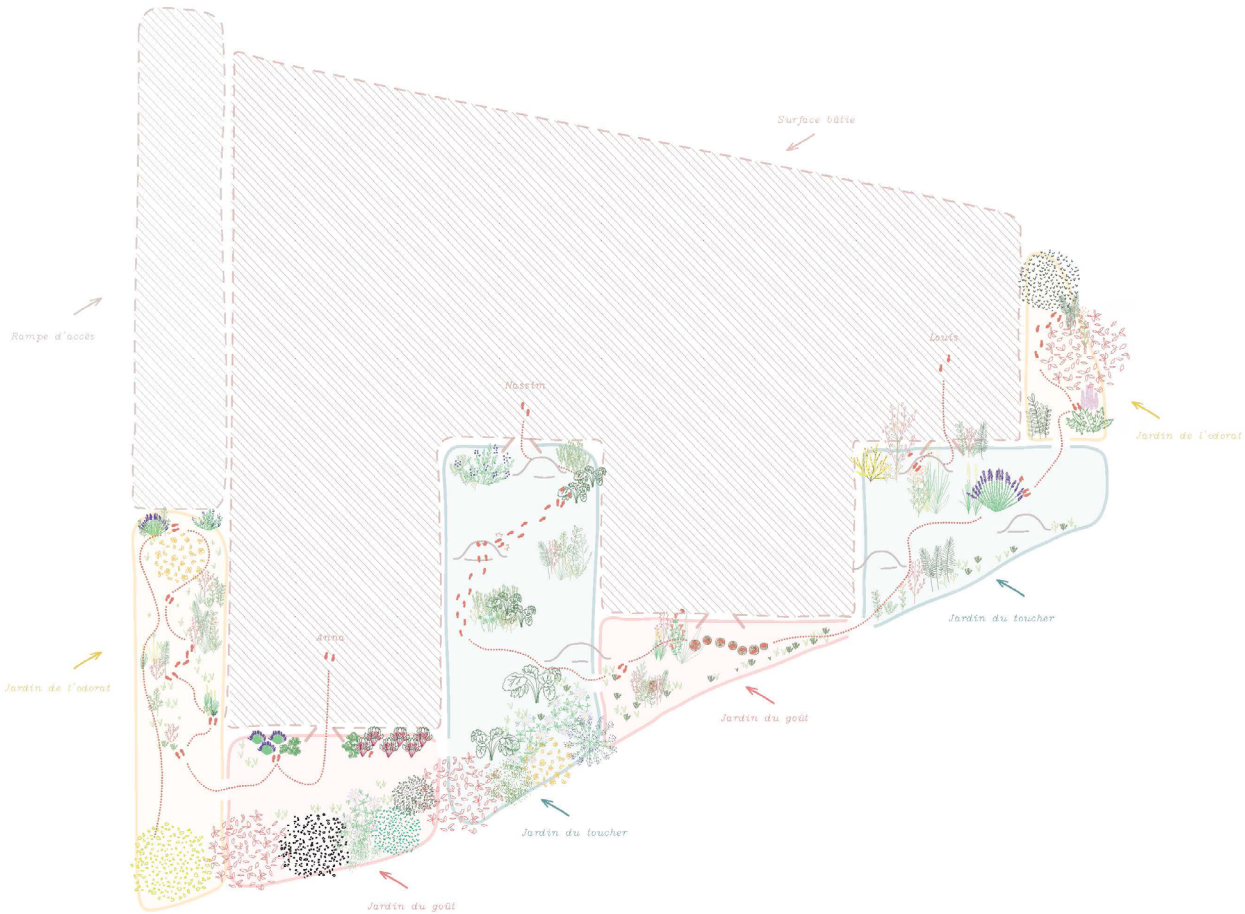 Surface bâtie
Rampe d'accès
Louis
Nassim
Jardin de l'odorat
Jardin du toucher
Anna
Jardin de l'odorat
Jardin du goût
Jardin du toucher
Jardin du goût